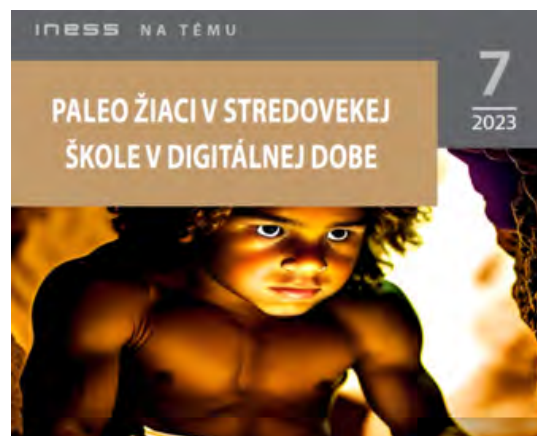 INESS NA TÉMU
7
2023
PALEO ŽIACI V STREDOVEKEJ
ŠKOLE V DIGITÁLNEJ DOBE